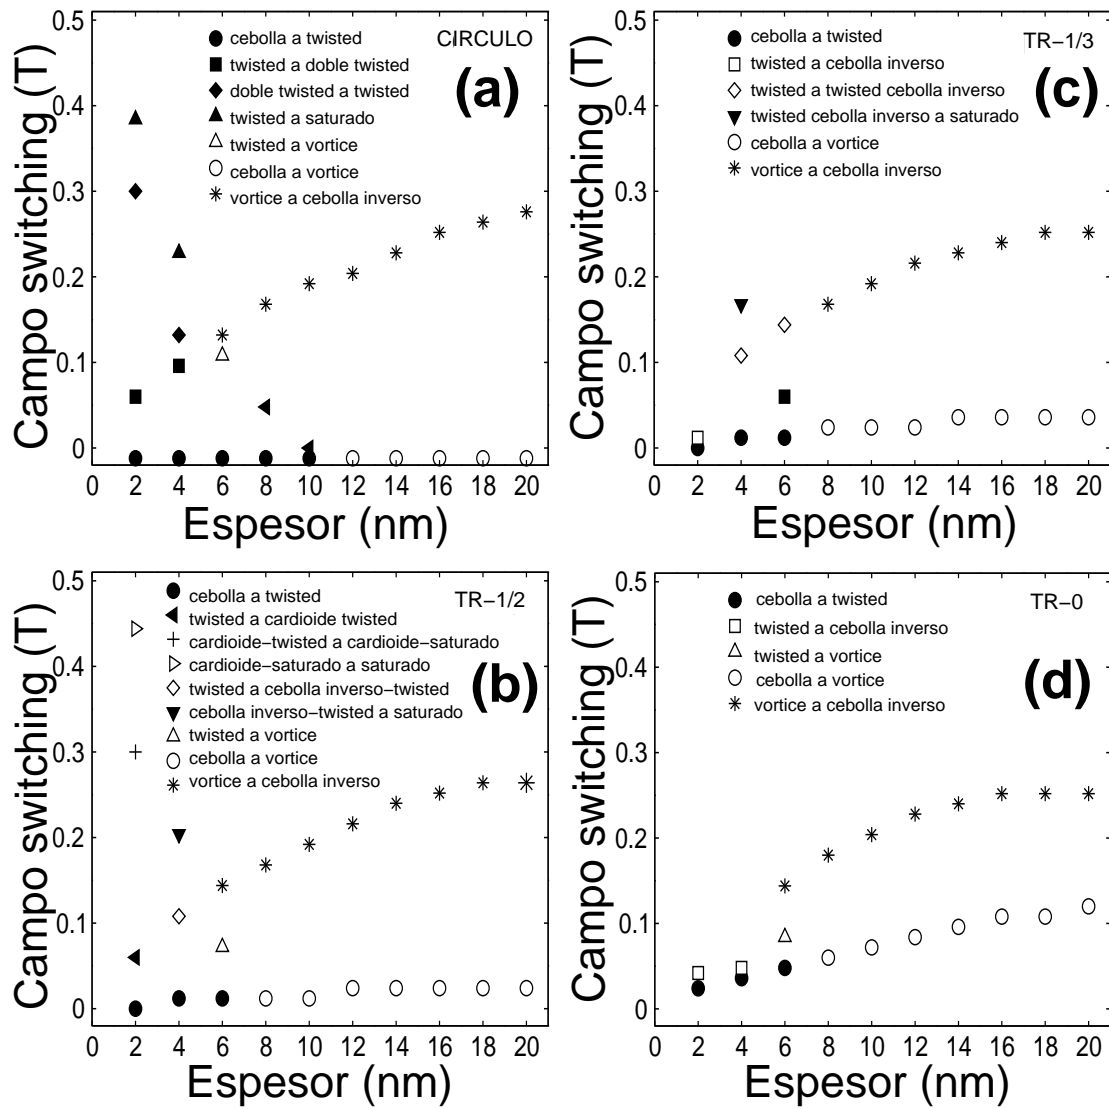 CIRCULO
(a)
cebolla a twisted
twisted a doble twisted
doble twisted a twisted
twisted a saturado
twisted a vortice
cebolla a vortice
vortice a cebolla inverso
0.5
0.4
0.3
0.2
0.1
0
Campo switching (T)
0 2 4 6 8 10 12 14 16 18 20
Espesor (nm)
TR−1/3
(c)
cebolla a twisted
twisted a cebolla inverso
twisted a twisted cebolla inverso
twisted cebolla inverso a saturado
cebolla a vortice
vortice a cebolla inverso
0.5
0.4
0.3
0.2
0.1
0
Campo switching (T)
0 2 4 6 8 10 12 14 16 18 20
Espesor (nm)
TR−1/2
(b)
cebolla a twisted
twisted a cardioide twisted
cardioide−twisted a cardioide−saturado
cardioide−saturado a saturado
twisted a cebolla inverso−twisted
cebolla inverso−twisted a saturado
twisted a vortice
cebolla a vortice
vortice a cebolla inverso
0.5
0.4
0.3
0.2
0.1
0
Campo switching (T)
0 2 4 6 8 10 12 14 16 18 20
Espesor (nm)
TR−0
(d)
cebolla a twisted
twisted a cebolla inverso
twisted a vortice
cebolla a vortice
vortice a cebolla inverso
0.5
0.4
0.3
0.2
0.1
0
Campo switching (T)
0 2 4 6 8 10 12 14 16 18 20
Espesor (nm)